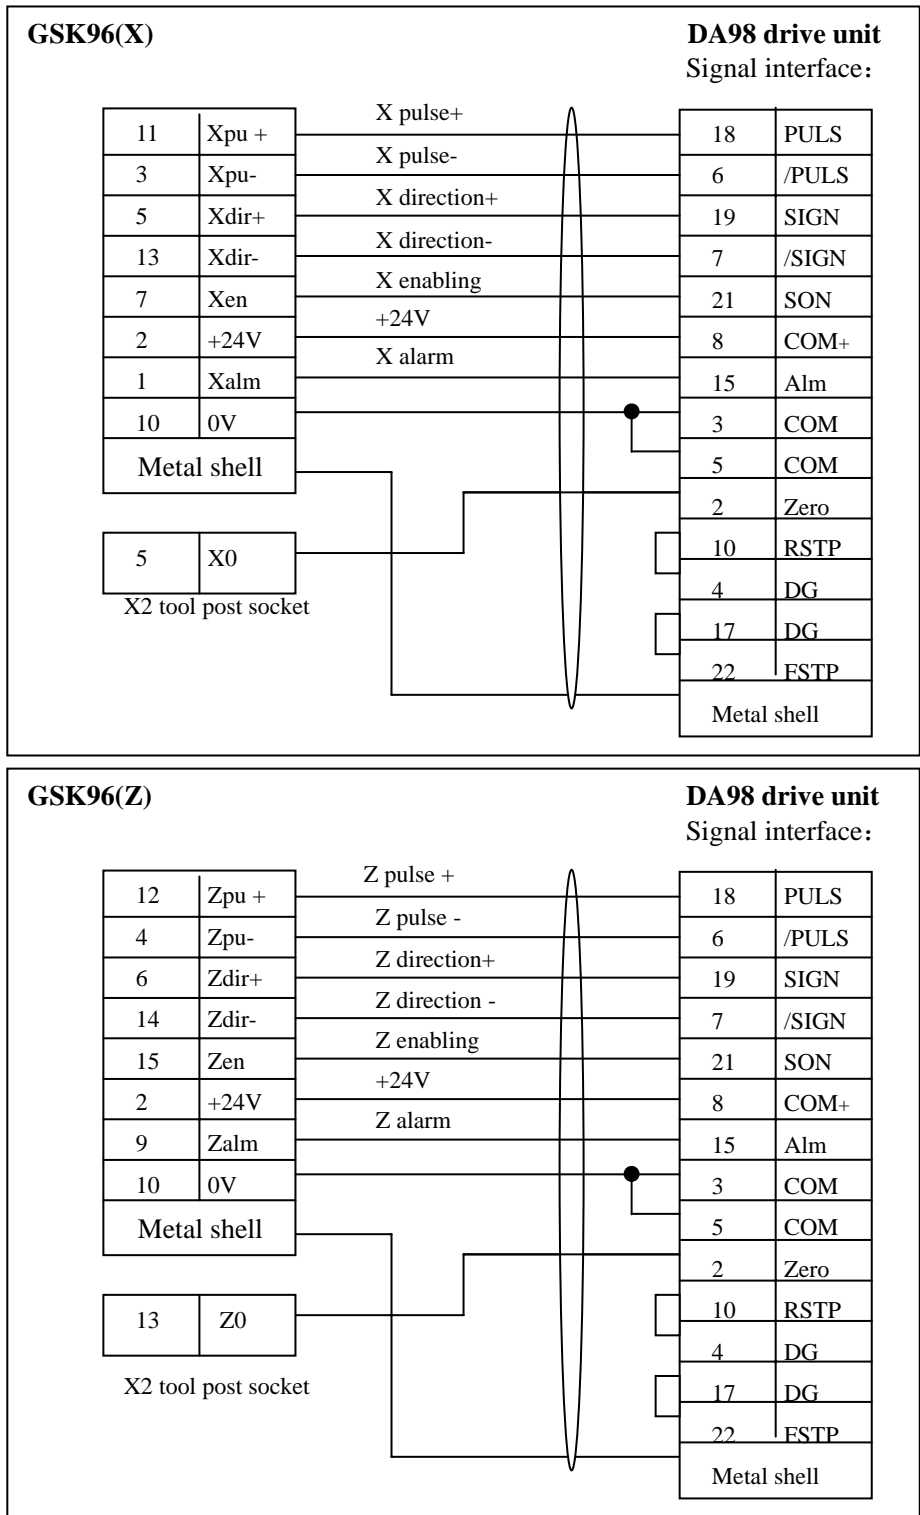 GSK96(X) DA98 drive unit
Signal interface：
X pulse+
11 Xpu + 18 PULS
X pulse-
3 Xpu- 6 /PULS
X direction+
5 Xdir+ 19 SIGN
X direction-
13 Xdir- 7 /SIGN
X enabling
7 Xen 21 SON
+24V
2 +24V 8 COM+
X alarm
1 Xalm 15 Alm
10 0V 3 COM
Metal shell 5 COM
2 Zero
5 X0 10 RSTP
X2 tool post socket 4 DG
17 DG
22 FSTP
Metal shell
GSK96(Z) DA98 drive unit
Signal interface：
Z pulse +
12 Zpu + 18 PULS
Z pulse -
4 Zpu- 6 /PULS
Z direction+
6 Zdir+ 19 SIGN
Z direction -
14 Zdir- 7 /SIGN
Z enabling
15 Zen 21 SON
+24V
2 +24V 8 COM+
Z alarm
9 Zalm 15 Alm
10 0V 3 COM
Metal shell 5 COM
2 Zero
13 Z0 10 RSTP
4 DG
X2 tool post socket 17 DG
22 FSTP
Metal shell